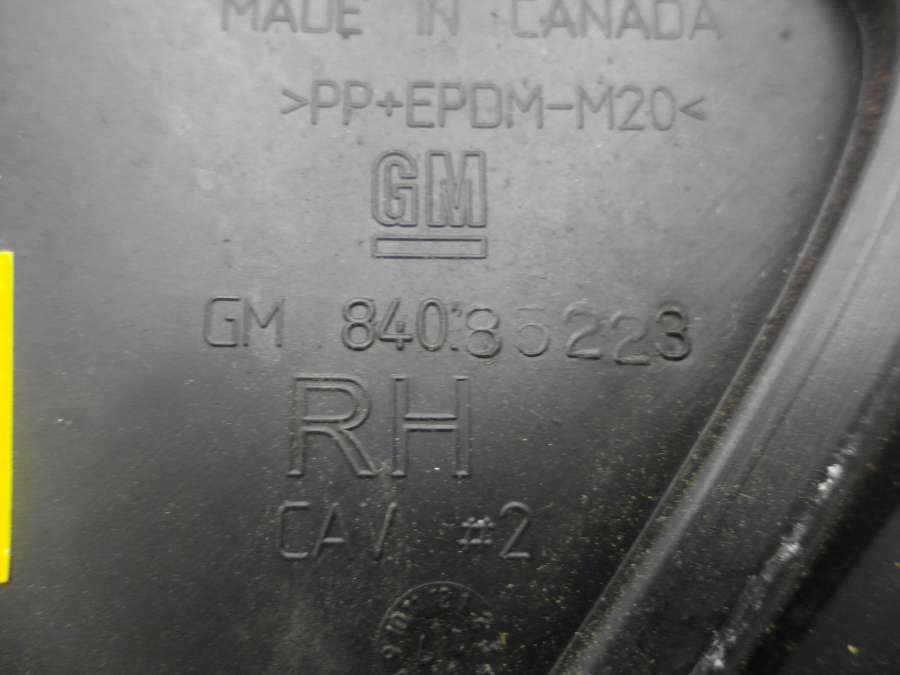 MADE IN CANADA
>PP+EPDM-M20<
GM
GM 84085223
RH
CAV #2